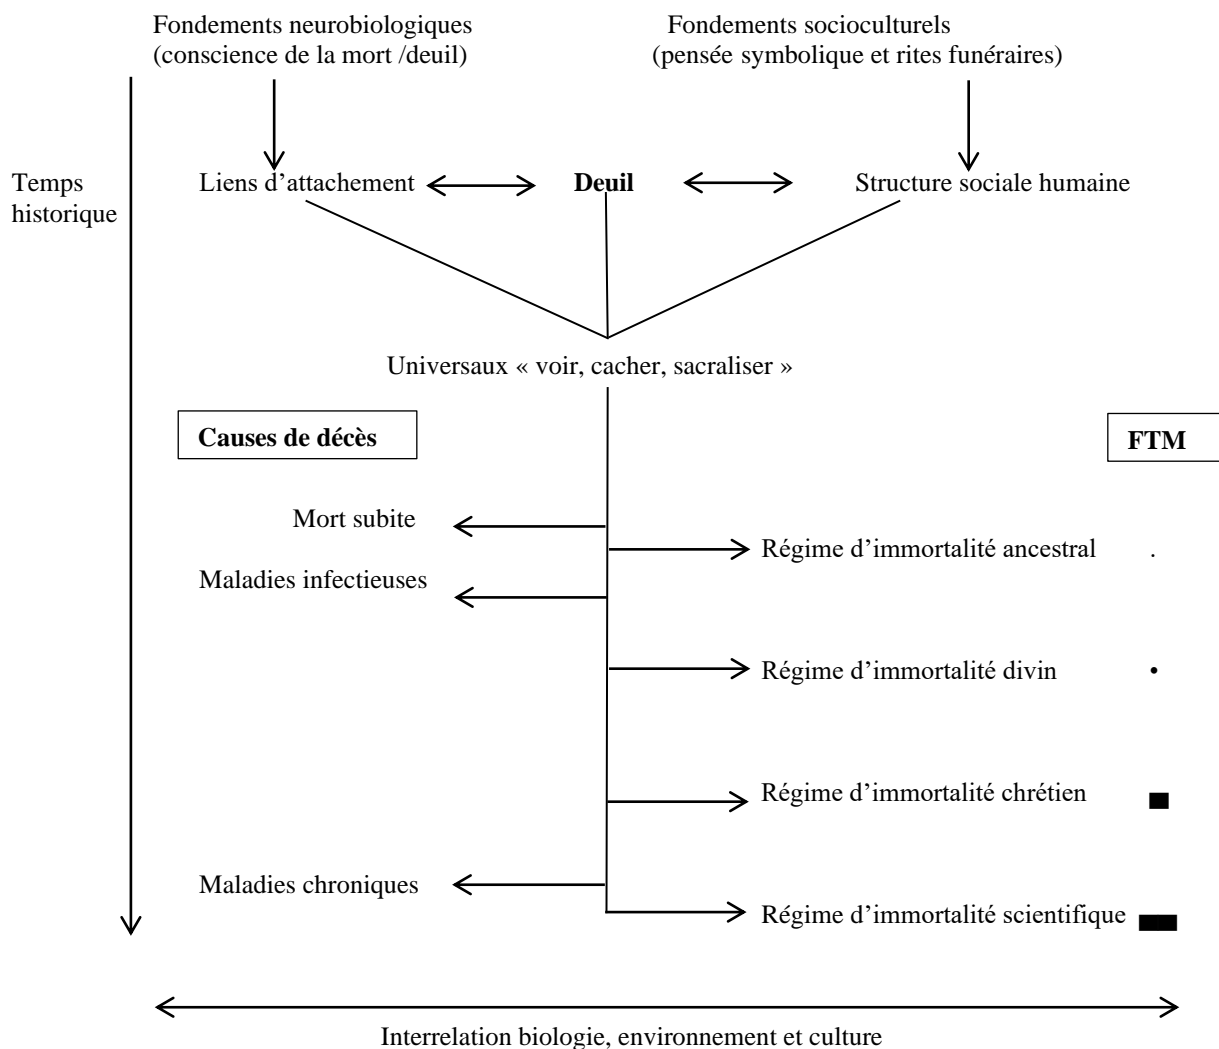 Fondements neurobiologiques
(conscience de la mort /deuil)
Fondements socioculturels
(pensée symbolique et rites funéraires)
Temps
historique
Liens d’attachement
Deuil
Structure sociale humaine
Universaux « voir, cacher, sacraliser »
Causes de décès
FTM
Mort subite
Régime d’immortalité ancestral
Maladies infectieuses
Régime d’immortalité divin
Régime d’immortalité chrétien
Maladies chroniques
Régime d’immortalité scientifique
Interrelation biologie, environnement et culture